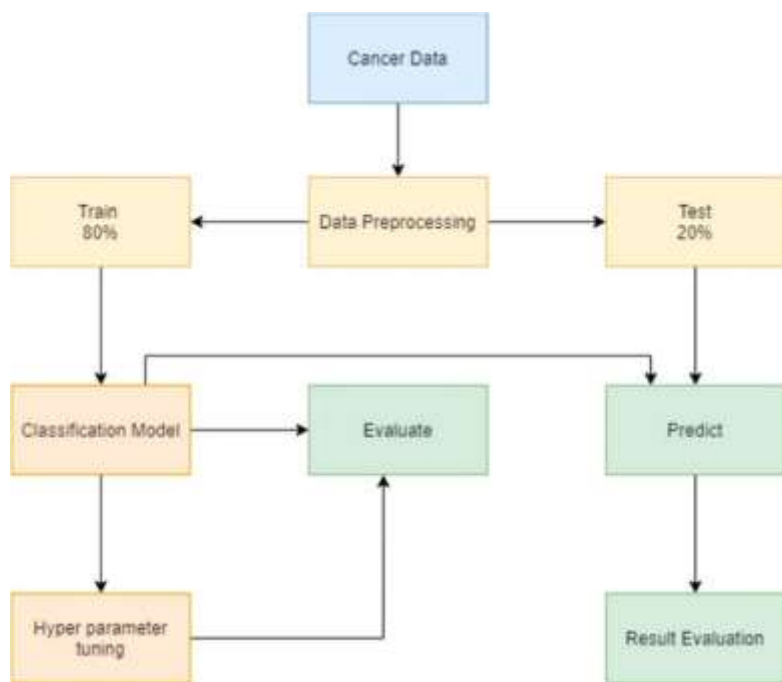 Cancer Data
Train
80%
Data Preprocessing
Test
20%
Classification Model
Evaluate
Predict
Hyper parameter
tuning
Result Evaluation